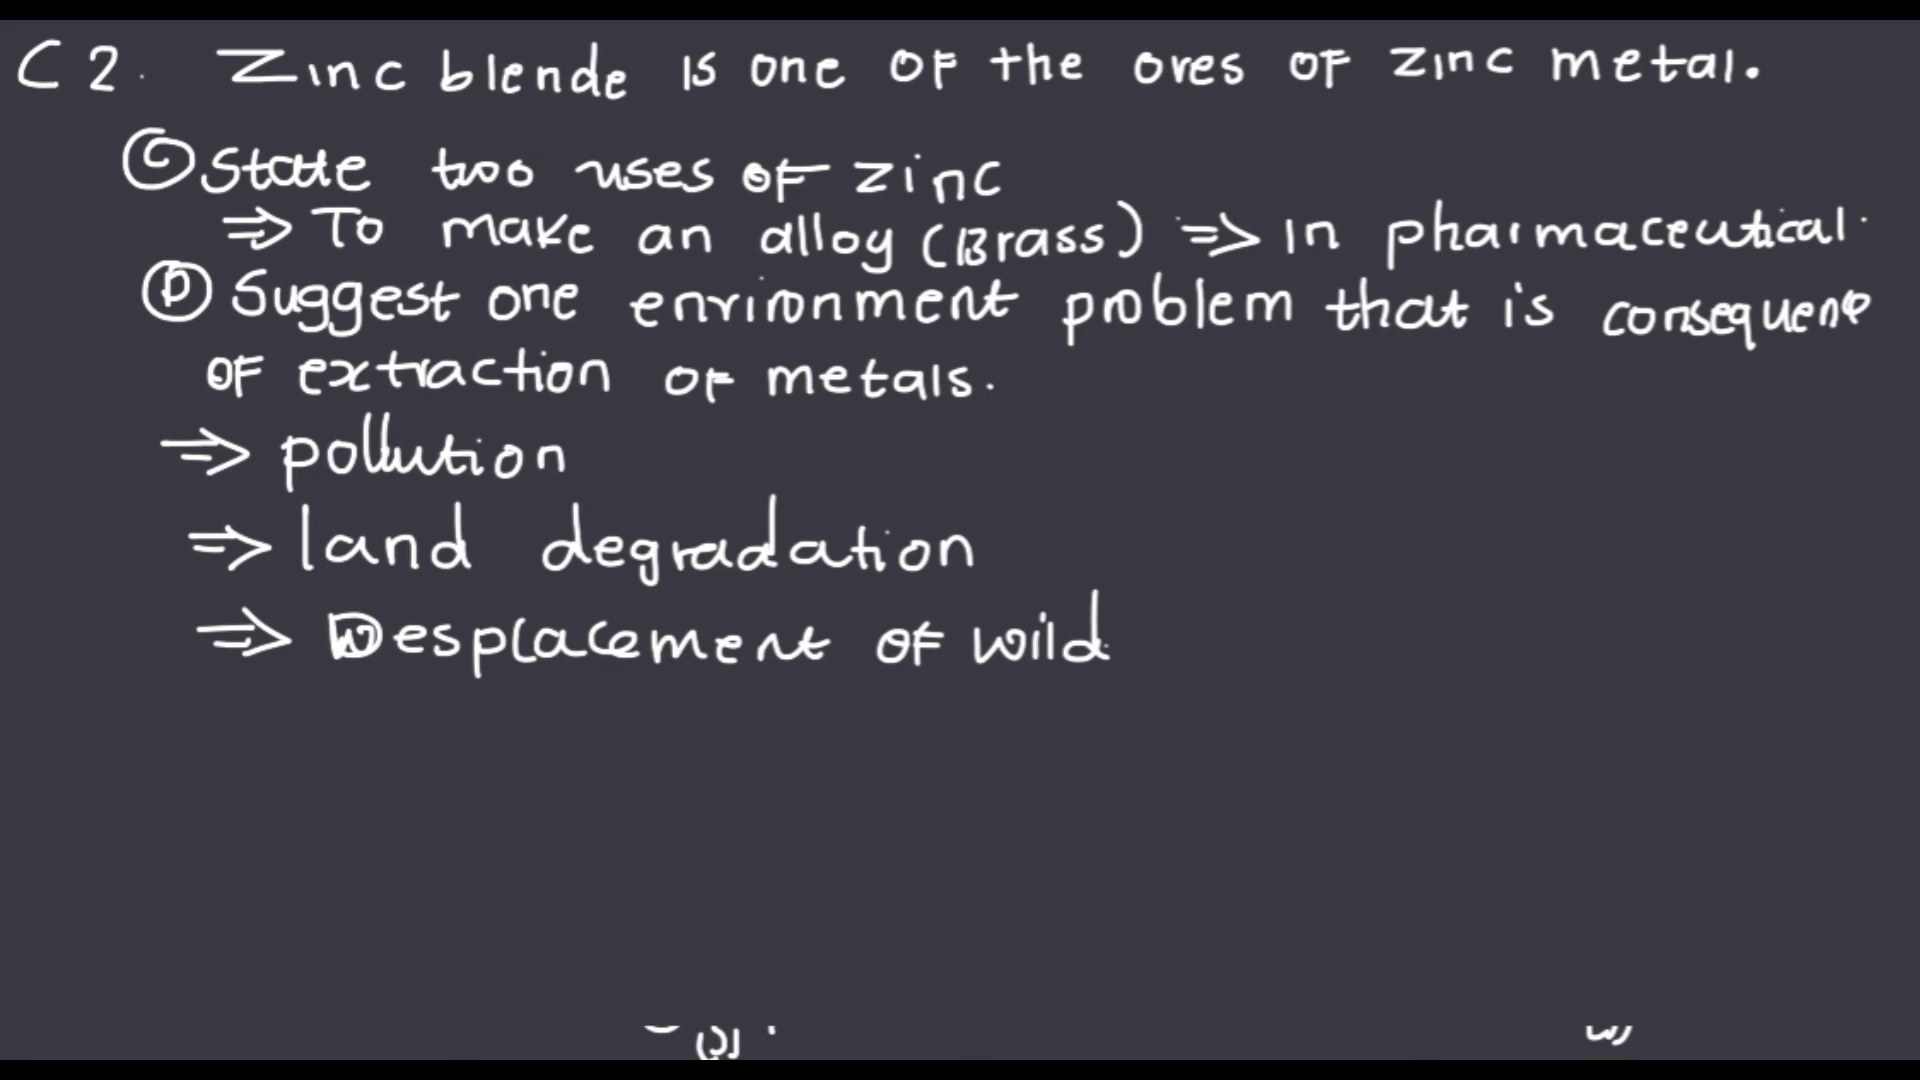 C 2. Zinc blende is one of the ores of zinc metal.
C State two uses of zinc
⇒ To make an alloy (Brass) ⇒ in pharmaceutical.
D Suggest one environment problem that is consequenc
of extraction of metals.
⇒ pollution
⇒ land degradation
⇒ Desplacement of wild